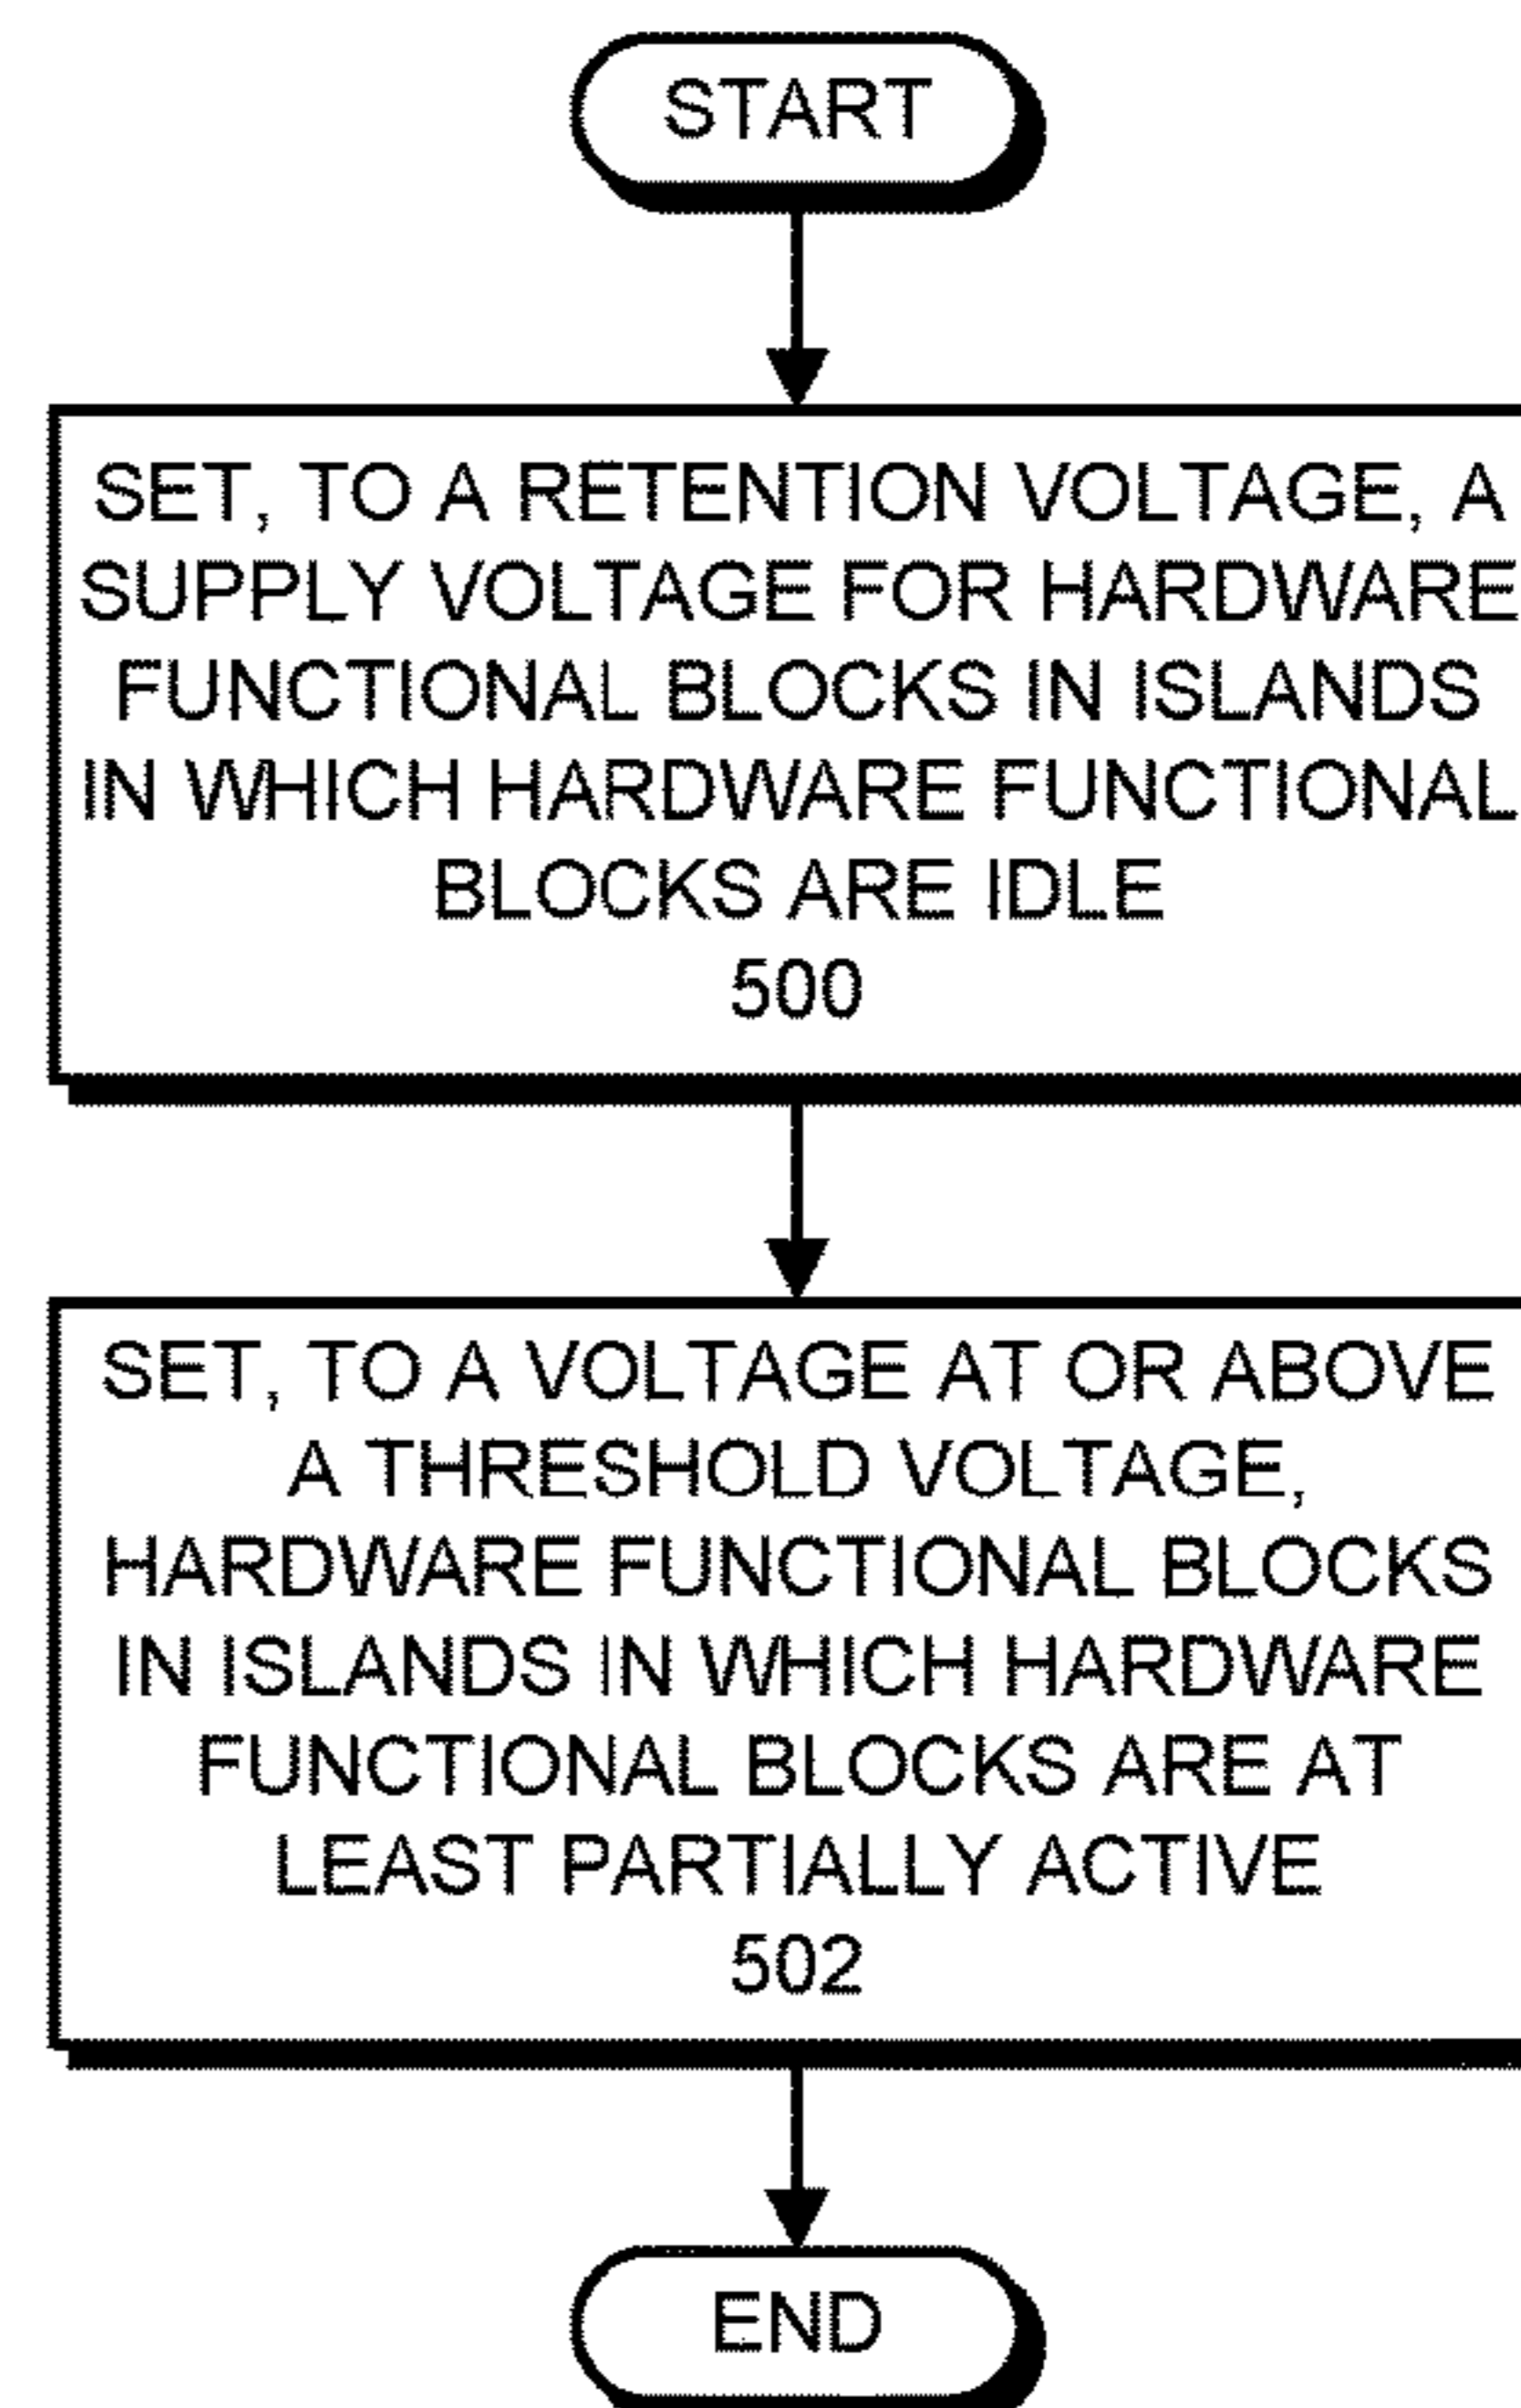 START
SET, TO A RETENTION VOLTAGE, A
SUPPLY VOLTAGE FOR HARDWARE
FUNCTIONAL BLOCKS IN ISLANDS
IN WHICH HARDWARE FUNCTIONAL
BLOCKS ARE IDLE
500
SET, TO A VOLTAGE AT OR ABOVE
A THRESHOLD VOLTAGE,
HARDWARE FUNCTIONAL BLOCKS
IN ISLANDS IN WHICH HARDWARE
FUNCTIONAL BLOCKS ARE AT
LEAST PARTIALLY ACTIVE
502
END